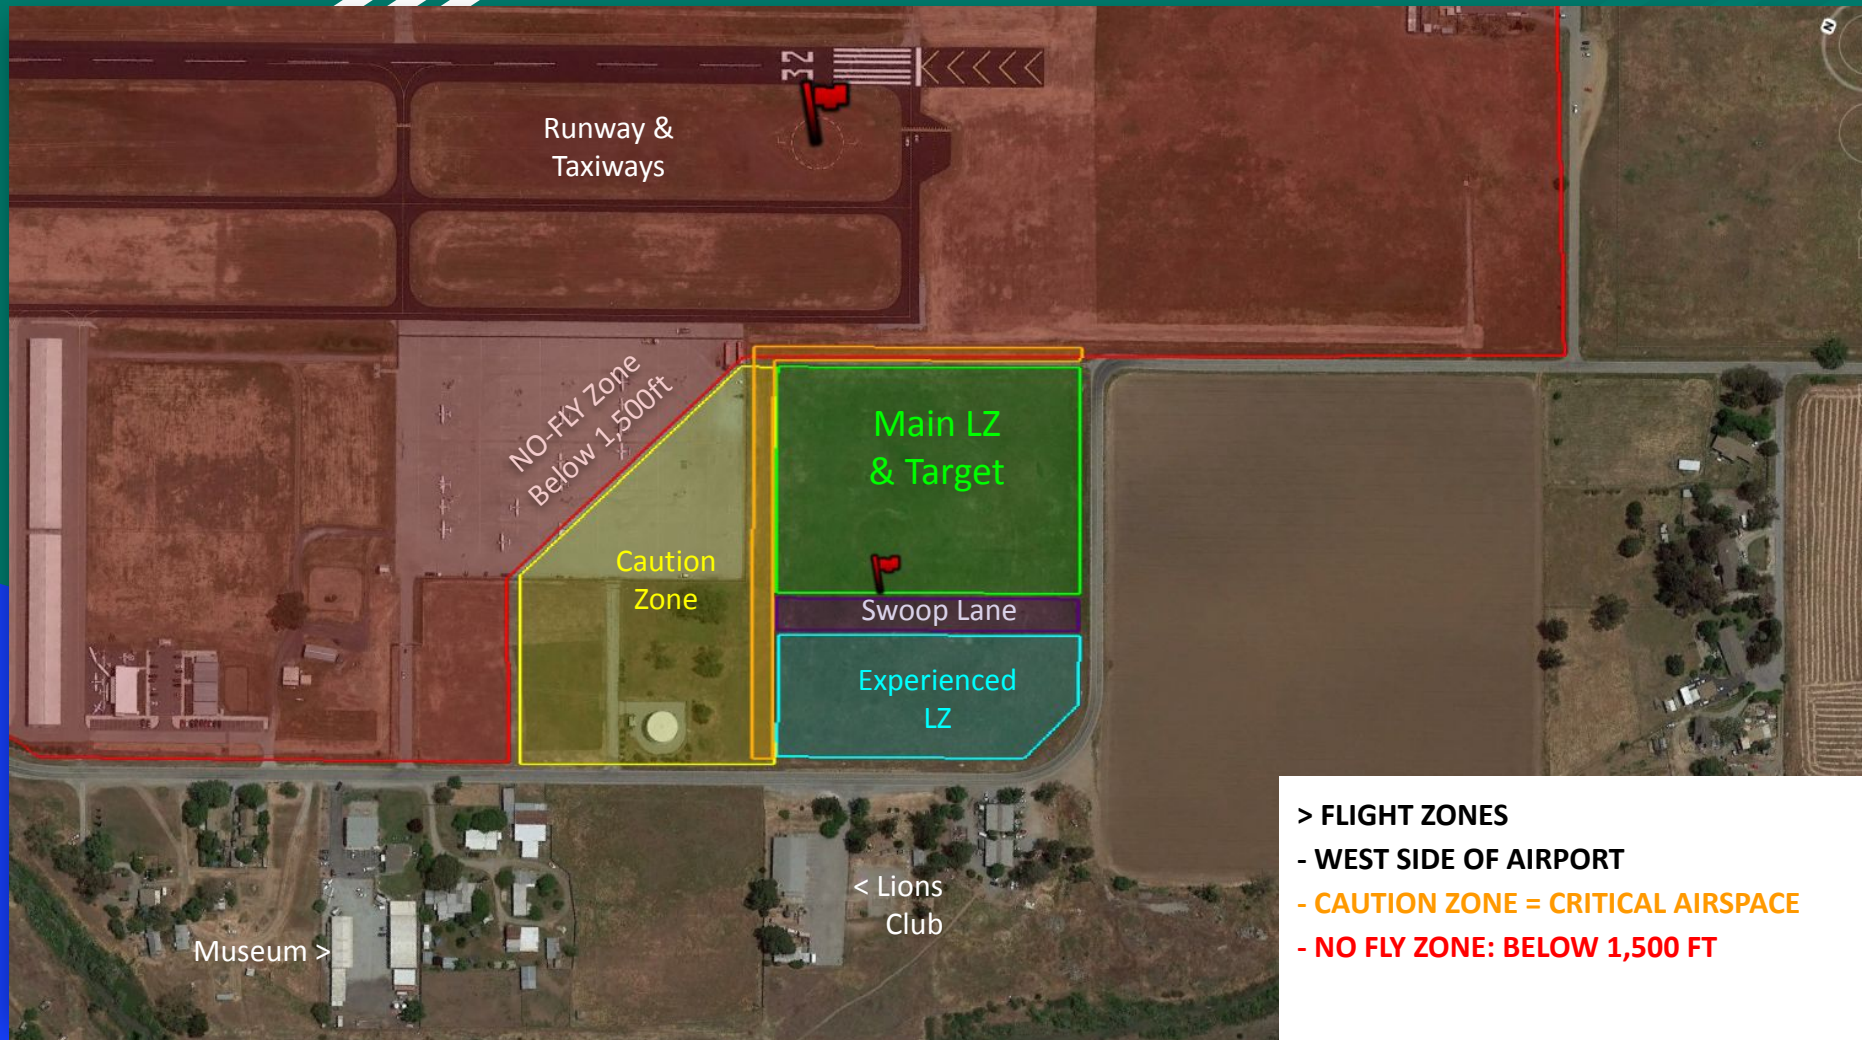 32
Runway &
Taxiways
NO-FLY Zone
Below 1,500ft
Main LZ
& Target
Caution
Zone
Swoop Lane
Experienced
LZ
< Lions
Club
Museum >
N
> FLIGHT ZONES
- WEST SIDE OF AIRPORT
- CAUTION ZONE = CRITICAL AIRSPACE
- NO FLY ZONE: BELOW 1,500 FT